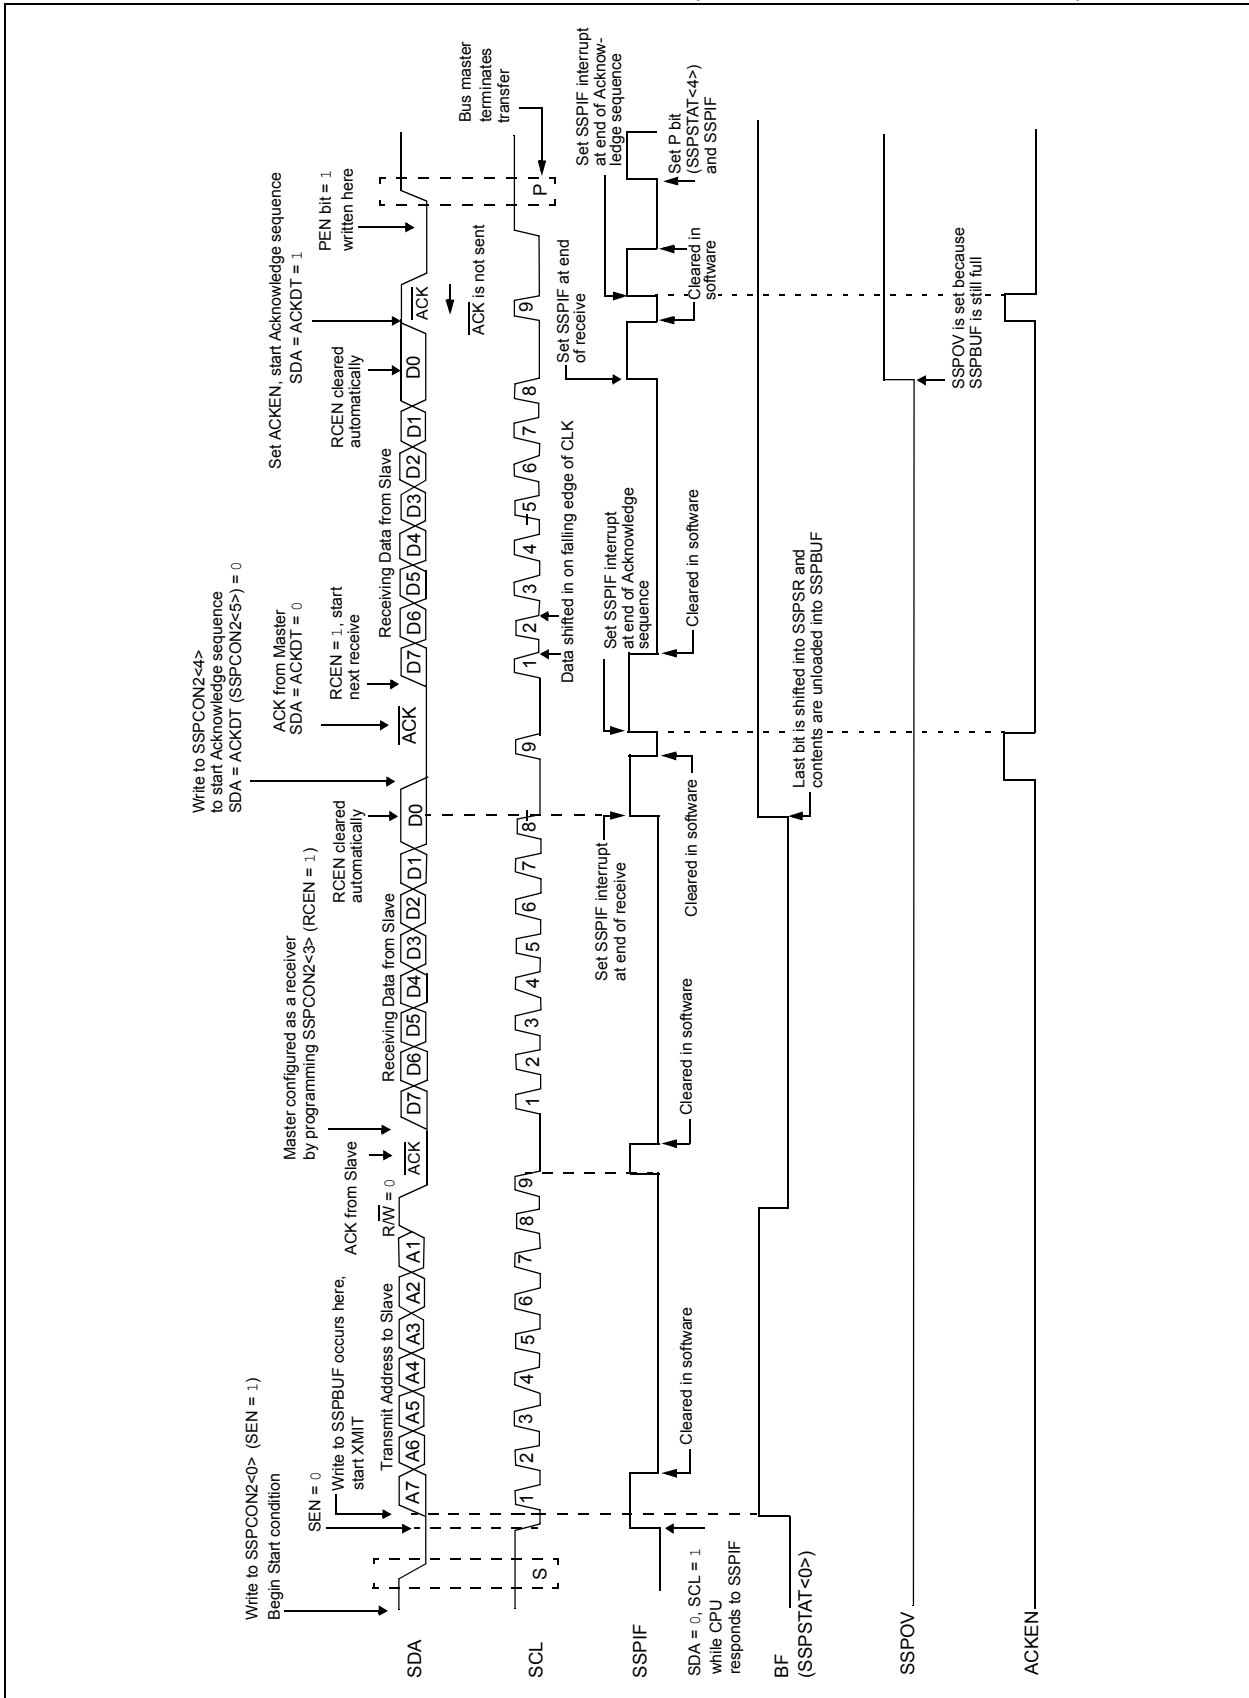 Write to SSPCON2<4>
to start Acknowledge sequence
SDA = ACKDT (SSPCON2<5>) = 0
Write to SSPCON2<0> (SEN = 1)
Begin Start condition
Master configured as a receiver
by programming SSPCON2<3> (RCEN = 1)
ACK from Master
SDA = ACKDT = 0
Set ACKEN, start Acknowledge sequence
SDA = ACKDT = 1
SEN = 0
Write to SSPBUF occurs here,
start XMIT
ACK from Slave
RCEN cleared
automatically
RCEN = 1, start
next receive
RCEN cleared
automatically
PEN bit = 1
written here
Transmit Address to Slave
R/W = 0
Receiving Data from Slave
Receiving Data from Slave
SDA
A7 A6 A5 A4 A3 A2 A1
ACK
D7 D6 D5 D4 D3 D2 D1 D0
ACK
D7 D6 D5 D4 D3 D2 D1 D0
ACK
ACK is not sent
Bus master
terminates
transfer
SCL
S
1 2 3 4 5 6 7 8 9
1 2 3 4 5 6 7 8 9
1 2 3 4 5 6 7 8 9
P
Data shifted in on falling edge of CLK
Set SSPIF at end
of receive
Set SSPIF interrupt
at end of Acknow-
ledge sequence
Set SSPIF interrupt
at end of receive
Set SSPIF interrupt
at end of Acknowledge
sequence
SSPIF
Set P bit
(SSPSTAT<4>)
and SSPIF
SDA = 0, SCL = 1
while CPU
responds to SSPIF
Cleared in software
Cleared in software
Cleared in software
Cleared in software
Cleared in
software
BF
(SSPSTAT<0>)
Last bit is shifted into SSPSR and
contents are unloaded into SSPBUF
SSPOV
SSPOV is set because
SSPBUF is still full
ACKEN